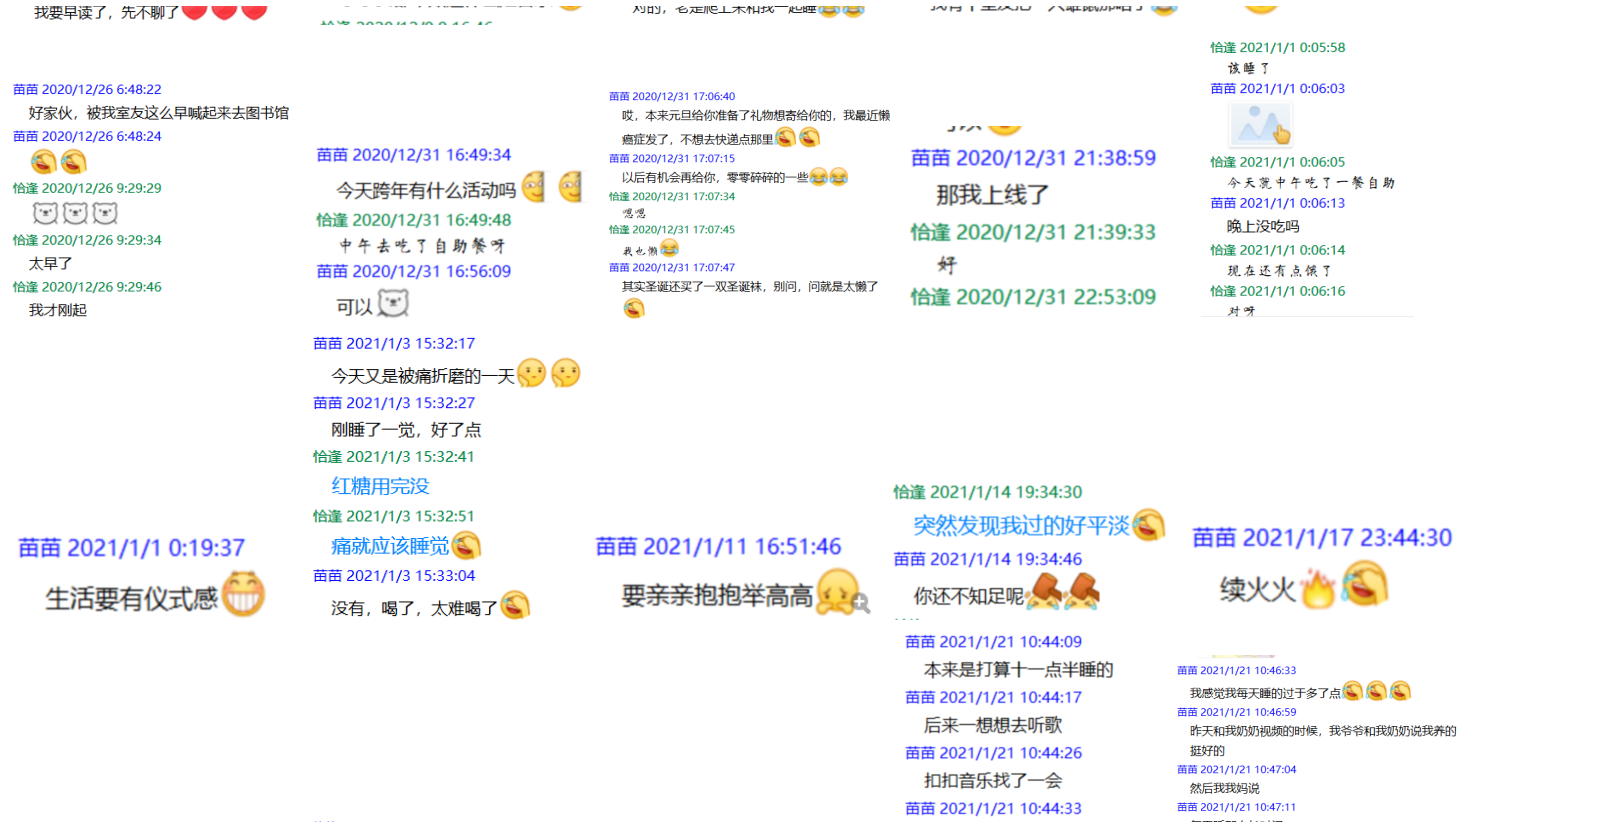 我要早读了，先不聊了
对的，老是爬上来和我一起睡
苗苗 2020/12/26 6:48:22
好家伙，被我室友这么早喊起来去图书馆
苗苗 2020/12/26 6:48:24
恰逢 2020/12/26 9:29:29
恰逢 2020/12/26 9:29:34
太早了
恰逢 2020/12/26 9:29:46
我才刚起
苗苗 2020/12/31 16:49:34
今天跨年有什么活动吗
恰逢 2020/12/31 16:49:48
中午去吃了自助餐呀
苗苗 2020/12/31 16:56:09
可以
苗苗 2020/12/31 17:06:40
哎，本来元旦给你准备了礼物想寄给你的，我最近懒
癌症发了，不想去快递点那里
苗苗 2020/12/31 17:07:15
以后有机会再给你，零零碎碎的一些
恰逢 2020/12/31 17:07:34
嗯嗯
恰逢 2020/12/31 17:07:45
我也懒
苗苗 2020/12/31 17:07:47
其实圣诞还买了一双圣诞袜，别问，问就是太懒了
苗苗 2020/12/31 21:38:59
那我上线了
恰逢 2020/12/31 21:39:33
好
恰逢 2020/12/31 22:53:09
恰逢 2021/1/1 0:05:58
该睡了
苗苗 2021/1/1 0:06:03
恰逢 2021/1/1 0:06:05
今天就中午吃了一餐自助
苗苗 2021/1/1 0:06:13
晚上没吃吗
恰逢 2021/1/1 0:06:14
现在还有点饿了
恰逢 2021/1/1 0:06:16
对呀
苗苗 2021/1/1 0:19:37
生活要有仪式感
苗苗 2021/1/3 15:32:17
今天又是被痛折磨的一天
苗苗 2021/1/3 15:32:27
刚睡了一觉，好了点
恰逢 2021/1/3 15:32:41
红糖用完没
恰逢 2021/1/3 15:32:51
痛就应该睡觉
苗苗 2021/1/3 15:33:04
没有，喝了，太难喝了
苗苗 2021/1/11 16:51:46
要亲亲抱抱举高高
恰逢 2021/1/14 19:34:30
突然发现我过的好平淡
苗苗 2021/1/14 19:34:46
你还不知足呢
苗苗 2021/1/17 23:44:30
续火火
苗苗 2021/1/21 10:44:09
本来是打算十一点半睡的
苗苗 2021/1/21 10:44:17
后来一想想去听歌
苗苗 2021/1/21 10:44:26
扣扣音乐找了一会
苗苗 2021/1/21 10:44:33
苗苗 2021/1/21 10:46:33
我感觉我每天睡的过于多了点
苗苗 2021/1/21 10:46:59
昨天和我奶奶视频的时候，我爷爷和我奶奶说我养的
挺好的
苗苗 2021/1/21 10:47:04
然后我我妈说
苗苗 2021/1/21 10:47:11